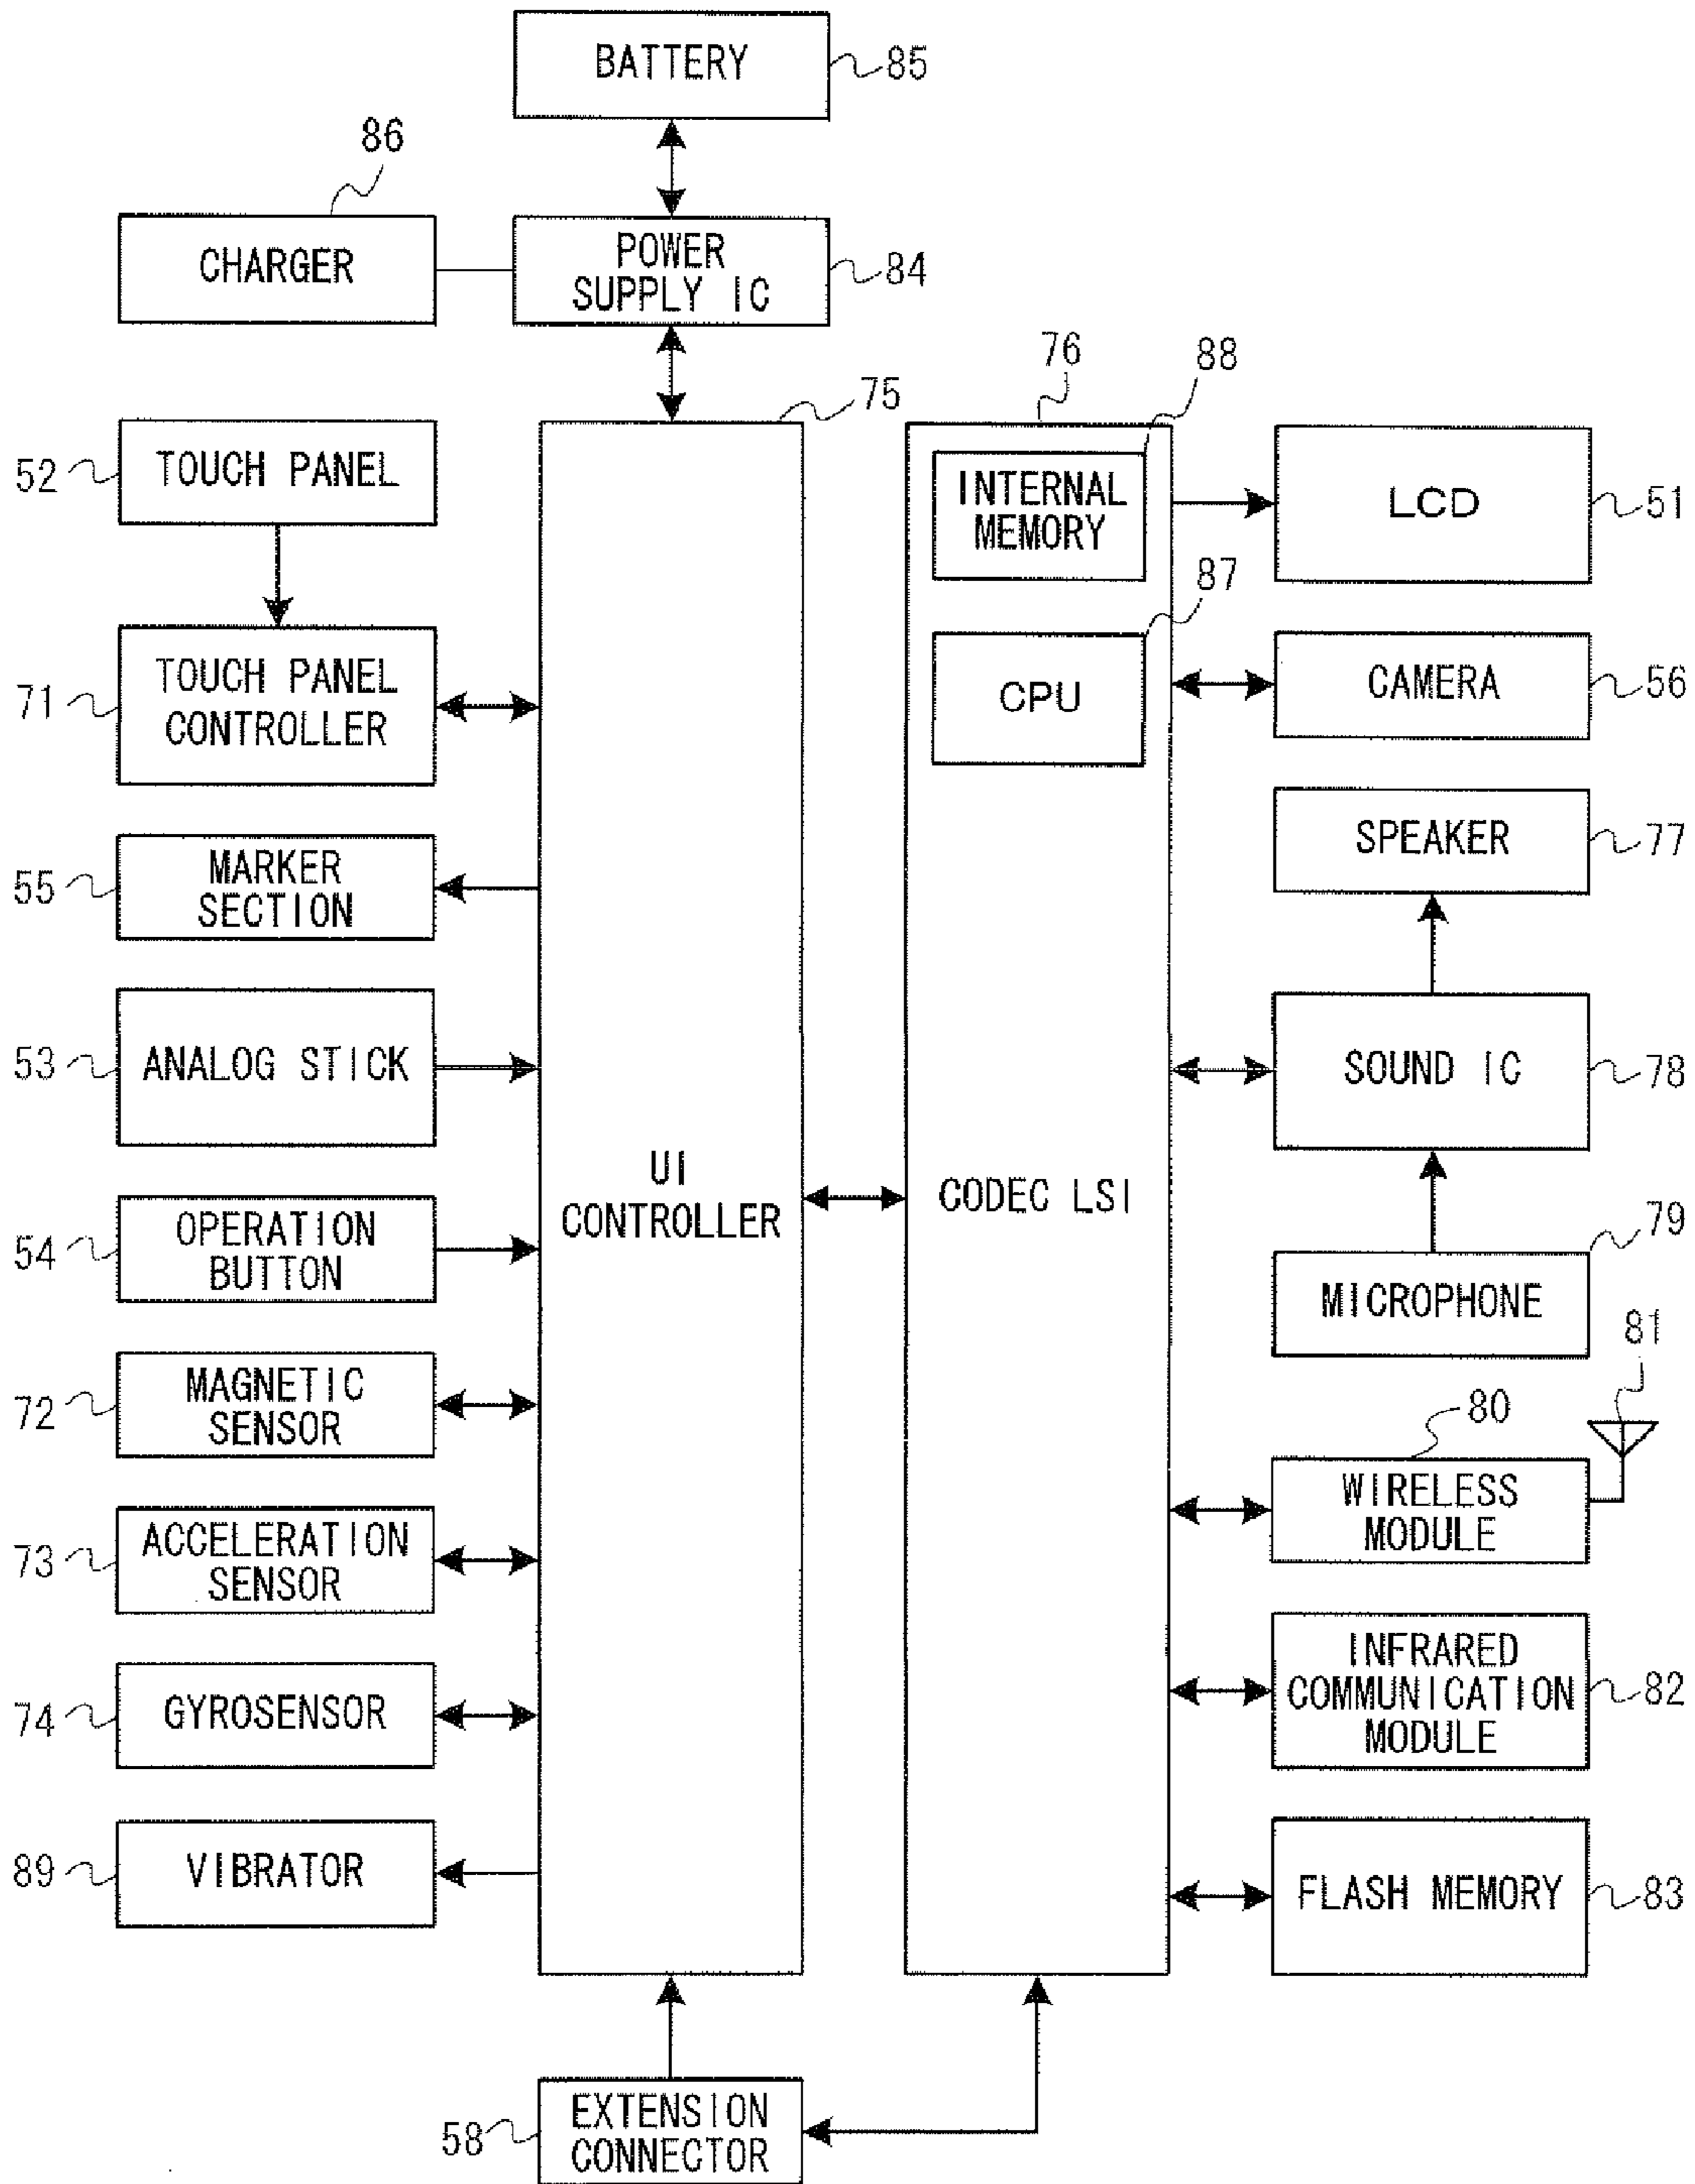 BATTERY
85
86
CHARGER
POWER
SUPPLY IC
84
75
76
88
52
TOUCH PANEL
INTERNAL
MEMORY
LCD
51
87
71
TOUCH PANEL
CONTROLLER
CPU
CAMERA
56
SPEAKER
77
55
MARKER
SECTION
53
ANALOG STICK
SOUND IC
78
UI
CONTROLLER
CODEC LSI
54
OPERATION
BUTTON
79
MICROPHONE
81
72
MAGNETIC
SENSOR
80
WIRELESS
MODULE
73
ACCELERATION
SENSOR
INFRARED
COMMUNICATION
MODULE
82
74
GYROSENSOR
89
VIBRATOR
FLASH MEMORY
83
58
EXTENSION
CONNECTOR